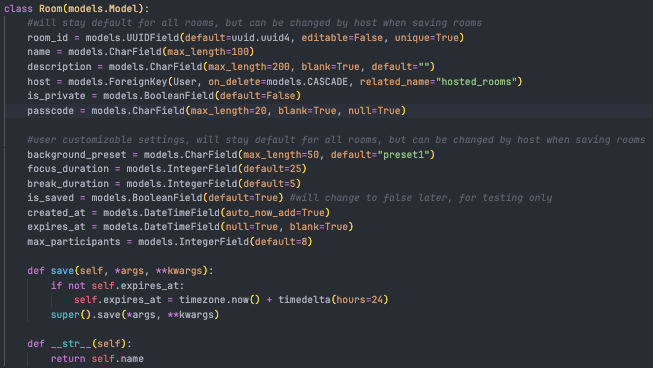 class Room(models.Model):
    #will stay default for all rooms, but can be changed by host when saving rooms
    room_id = models.UUIDField(default=uuid.uuid4, editable=False, unique=True)
    name = models.CharField(max_length=100)
    description = models.CharField(max_length=200, blank=True, default="")
    host = models.ForeignKey(User, on_delete=models.CASCADE, related_name="hosted_rooms")
    is_private = models.BooleanField(default=False)
    passcode = models.CharField(max_length=20, blank=True, null=True)

    #user customizable settings, will stay default for all rooms, but can be changed by host when saving rooms
    background_preset = models.CharField(max_length=50, default="preset1")
    focus_duration = models.IntegerField(default=25)
    break_duration = models.IntegerField(default=5)
    is_saved = models.BooleanField(default=True) #will change to false later, for testing only
    created_at = models.DateTimeField(auto_now_add=True)
    expires_at = models.DateTimeField(null=True, blank=True)
    max_participants = models.IntegerField(default=8)

    def save(self, *args, **kwargs):
        if not self.expires_at:
            self.expires_at = timezone.now() + timedelta(hours=24)
        super().save(*args, **kwargs)

    def __str__(self):
        return self.name